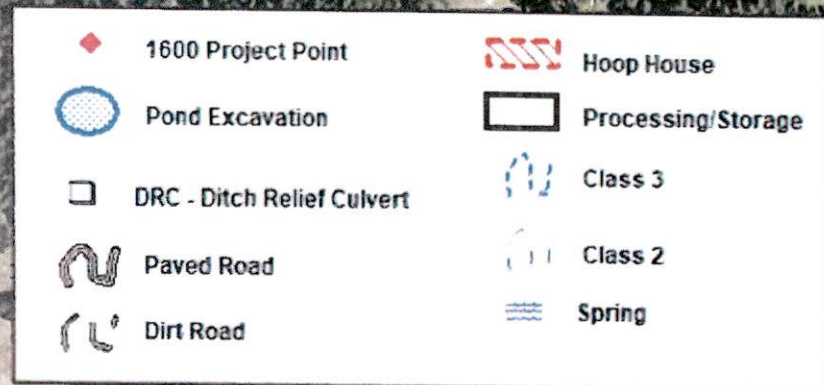 1600 Project Point
Pond Excavation
DRC - Ditch Relief Culvert
Paved Road
Dirt Road
Hoop House
Processing/Storage
Class 3
Class 2
Spring